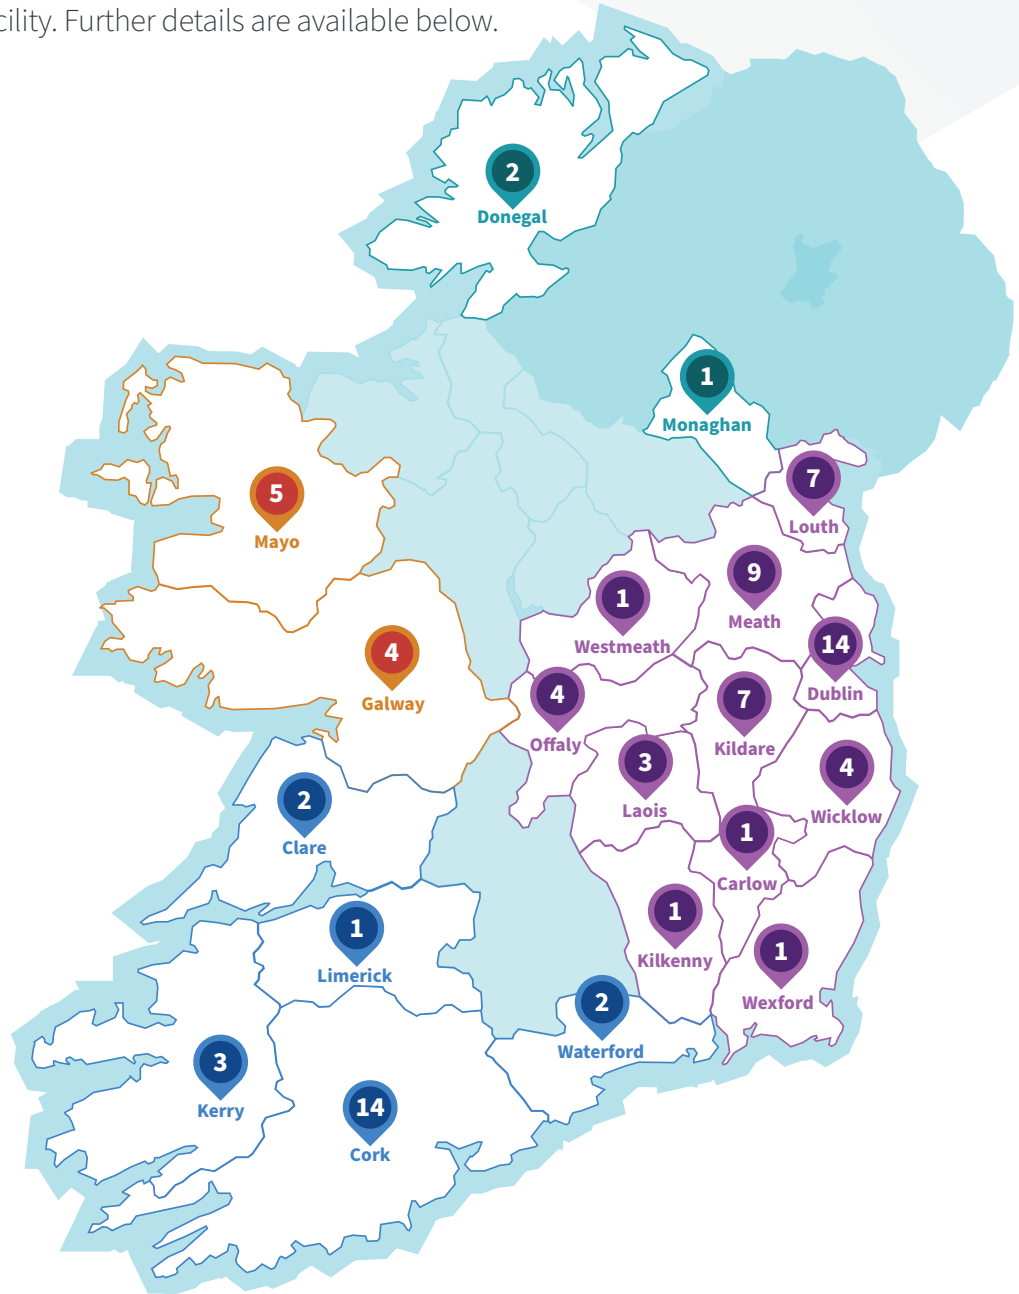 cility. Further details are available below.
2
Donegal
1
Monaghan
7
Louth
5
Mayo
9
Meath
1
Westmeath
14
Dublin
4
Galway
4
Offaly
7
Kildare
3
Laois
4
Wicklow
2
Clare
1
Carlow
1
Kilkenny
1
Limerick
1
Wexford
2
Waterford
3
Kerry
14
Cork